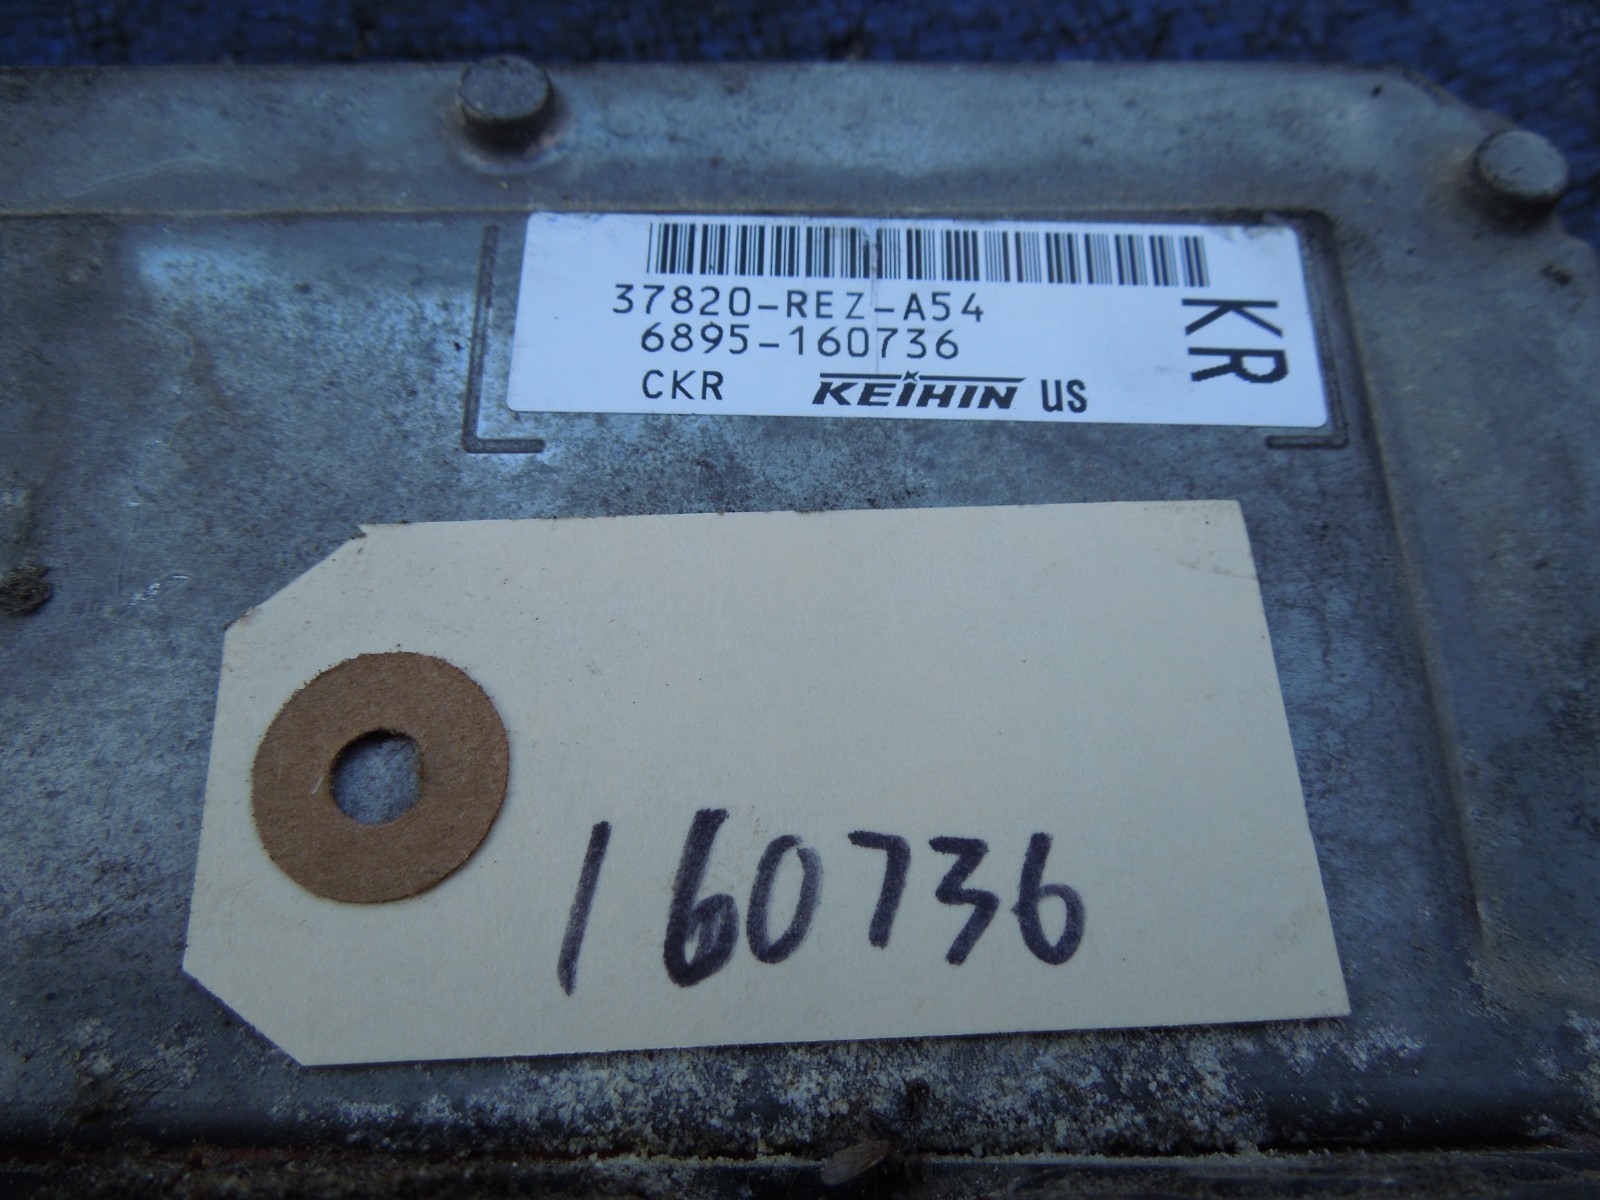 37820-REZ-A54
6895-160736
CKR KEIHIN US
KR
160736